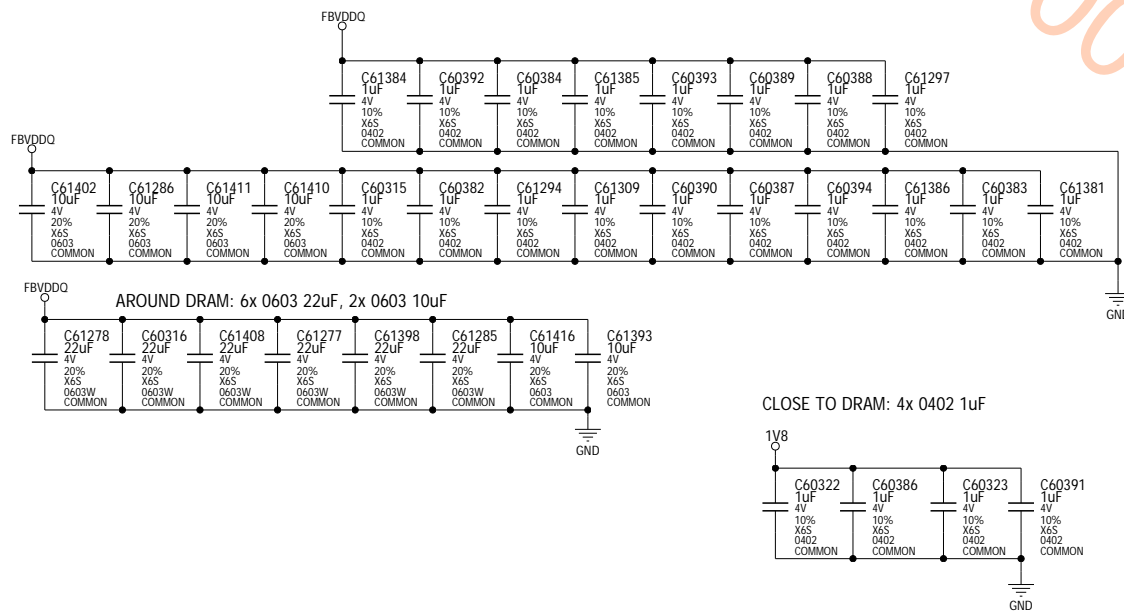 FBVDDQ
C61384 C60392 C60384 C61385 C60393 C60389 C60388 C61297
1uF 1uF 1uF 1uF 1uF 1uF 1uF 1uF
4V 4V 4V 4V 4V 4V 4V 4V
10% 10% 10% 10% 10% 10% 10% 10%
X6S X6S X6S X6S X6S X6S X6S X6S
0402 0402 0402 0402 0402 0402 0402 0402
COMMON COMMON COMMON COMMON COMMON COMMON COMMON COMMON
FBVDDQ
C61402 C61286 C61411 C61410 C60315 C60382 C61294 C61309 C60390 C60387 C60394 C61386 C60383 C61381
10uF 10uF 10uF 10uF 1uF 1uF 1uF 1uF 1uF 1uF 1uF 1uF 1uF 1uF
4V 4V 4V 4V 4V 4V 4V 4V 4V 4V 4V 4V 4V 4V
20% 20% 20% 20% 10% 10% 10% 10% 10% 10% 10% 10% 10% 10%
X6S X6S X6S X6S X6S X6S X6S X6S X6S X6S X6S X6S X6S X6S
0603 0603 0603 0603 0402 0402 0402 0402 0402 0402 0402 0402 0402 0402
COMMON COMMON COMMON COMMON COMMON COMMON COMMON COMMON COMMON COMMON COMMON COMMON COMMON COMMON
GND
FBVDDQ
AROUND DRAM: 6x 0603 22uF, 2x 0603 10uF
C61278 C60316 C61408 C61277 C61398 C61285 C61416 C61393
22uF 22uF 22uF 22uF 22uF 22uF 10uF 10uF
4V 4V 4V 4V 4V 4V 4V 4V
20% 20% 20% 20% 20% 20% 20% 20%
X6S X6S X6S X6S X6S X6S X6S X6S
0603W 0603W 0603W 0603W 0603W 0603W 0603 0603
COMMON COMMON COMMON COMMON COMMON COMMON COMMON COMMON
GND
CLOSE TO DRAM: 4x 0402 1uF
1V8
C60322 C60386 C60323 C60391
1uF 1uF 1uF 1uF
4V 4V 4V 4V
10% 10% 10% 10%
X6S X6S X6S X6S
0402 0402 0402 0402
COMMON COMMON COMMON COMMON
GND